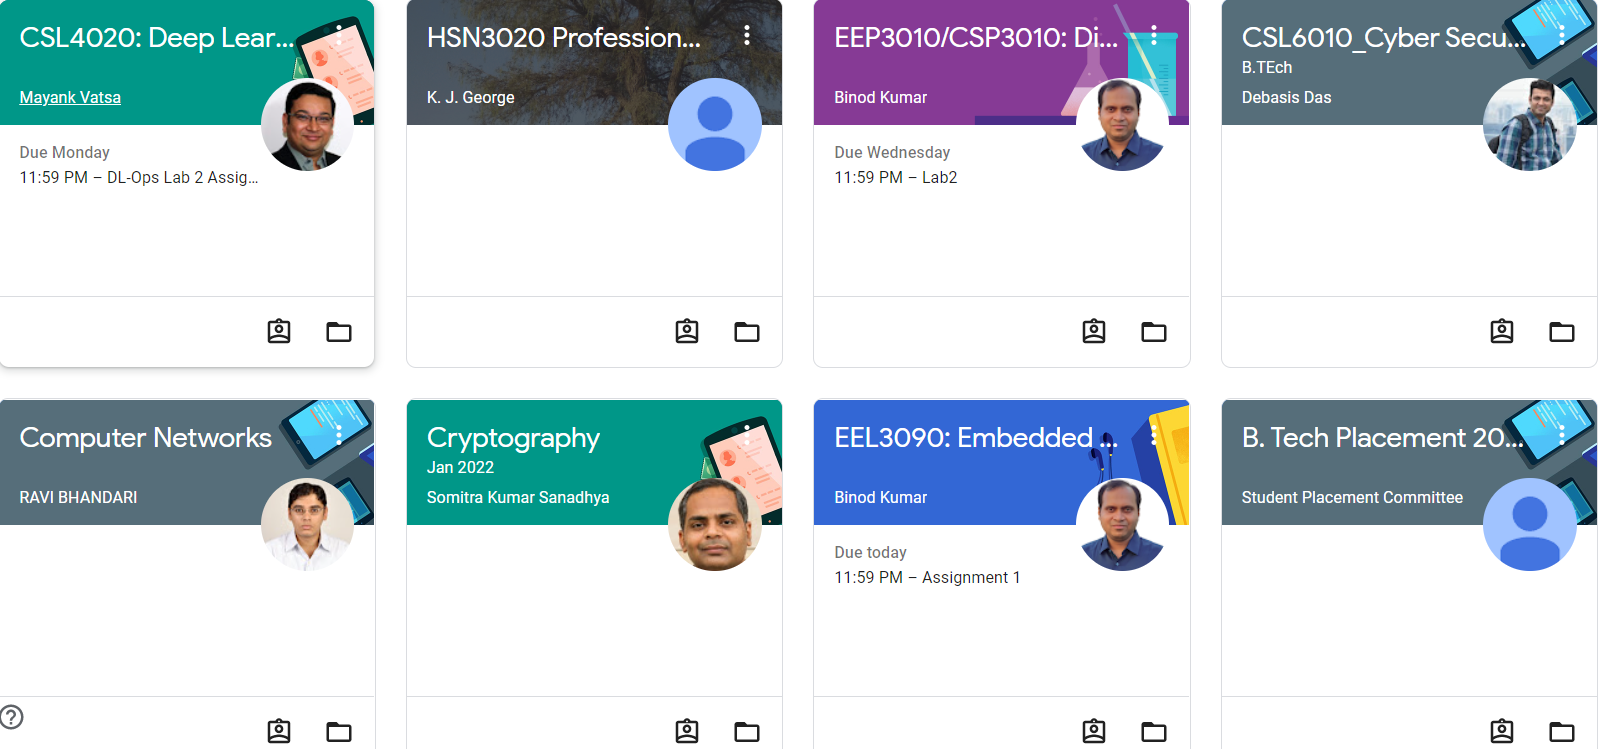 CSL4020: Deep Lear...
Mayank Vatsa
Due Monday
11:59 PM – DL-Ops Lab 2 Assig...
HSN3020 Profession...
K. J. George
EEP3010/CSP3010: Di...
Binod Kumar
Due Wednesday
11:59 PM – Lab2
CSL6010_Cyber Secu...
B.TEch
Debasis Das
Computer Networks
RAVI BHANDARI
Cryptography
Jan 2022
Somitra Kumar Sanadhya
EEL3090: Embedded ...
Binod Kumar
Due today
11:59 PM – Assignment 1
B. Tech Placement 20...
Student Placement Committee